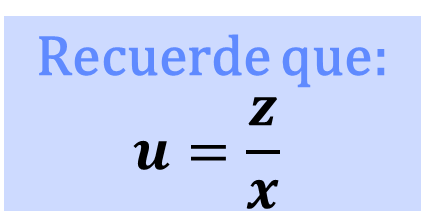 Recuerde que:
u = z/x